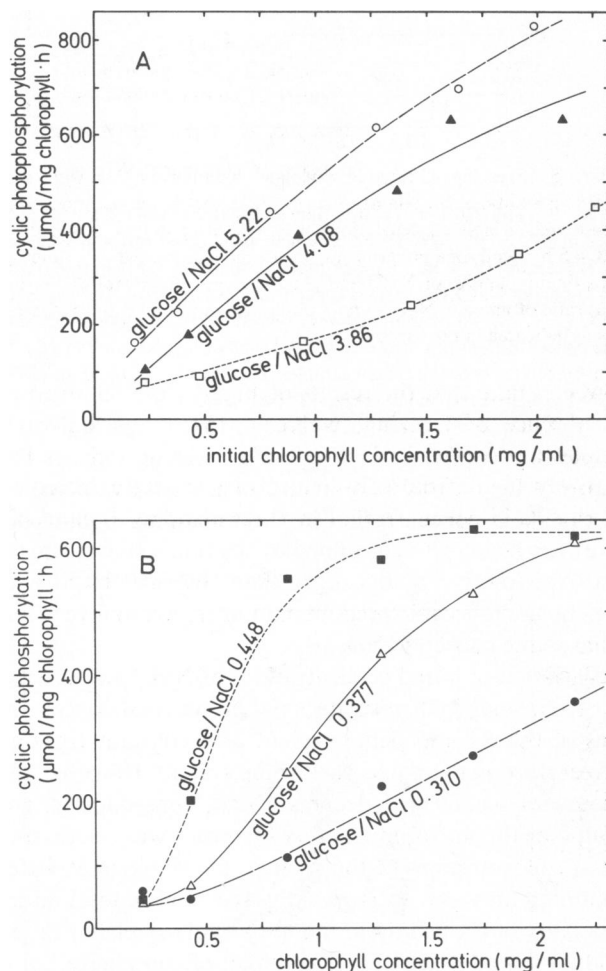 A
cyclic photophosphorylation
(μmol/mg chlorophyll · h)
800
600
400
200
0
glucose/NaCl 5.22
glucose/NaCl 4.08
glucose/NaCl 3.86
0.5
1
1.5
2
initial chlorophyll concentration (mg/ml)
B
cyclic photophosphorylation
(μmol/mg chlorophyll · h)
600
400
200
0
glucose/NaCl 0.448
glucose/NaCl 0.377
glucose/NaCl 0.310
0.5
1
1.5
2
chlorophyll concentration (mg/ml)